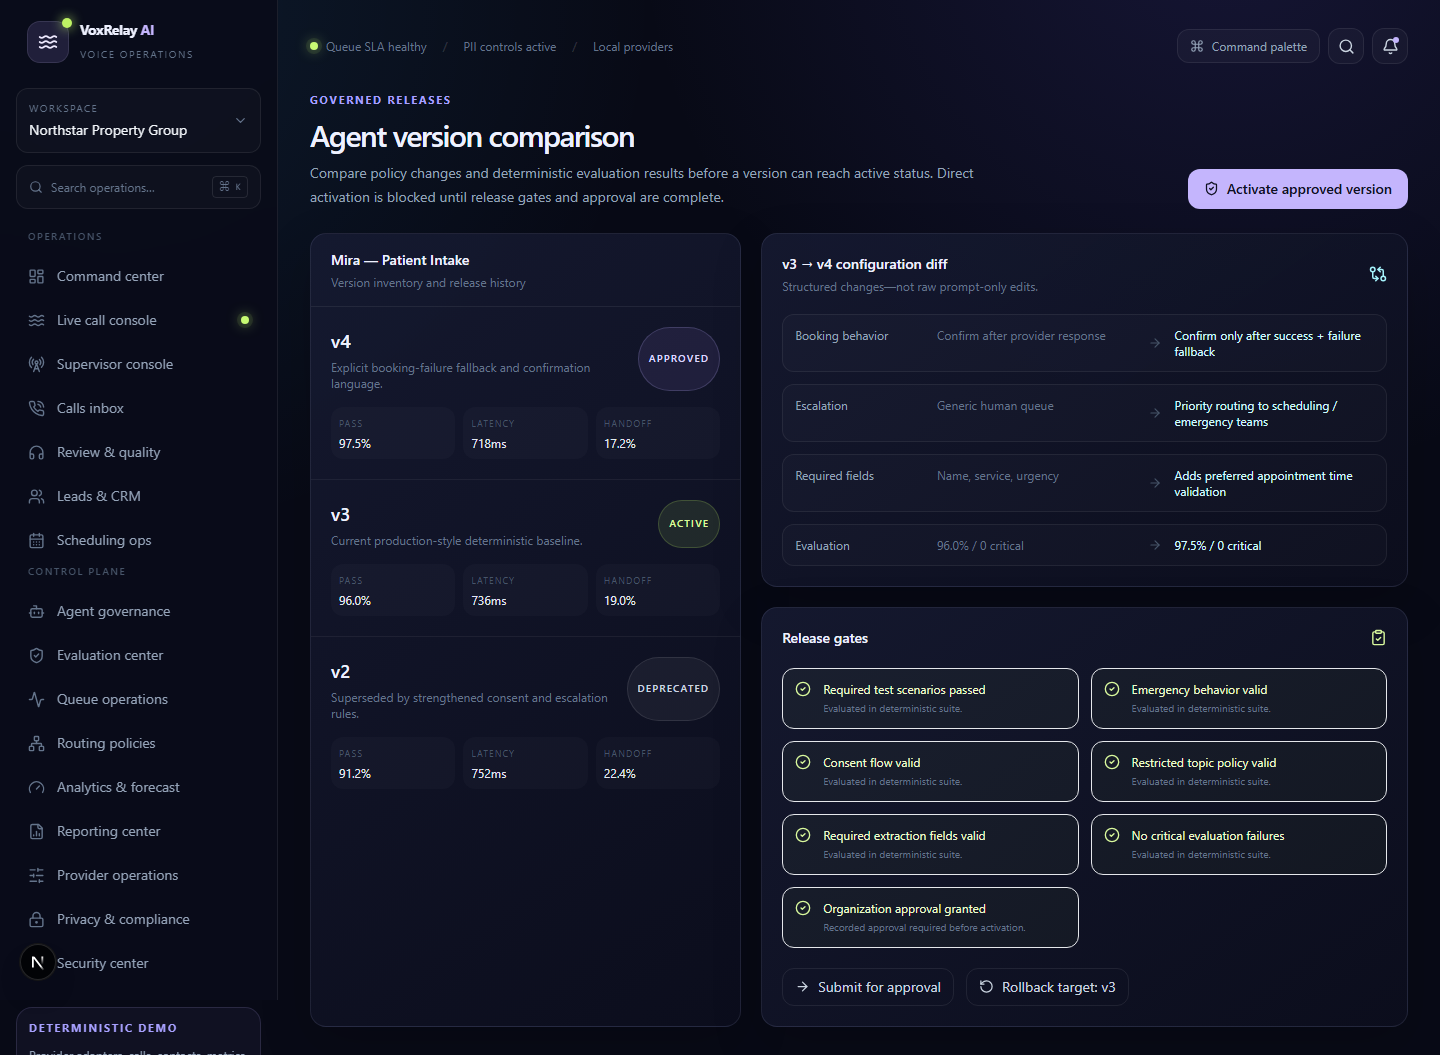 VoxRelay AI
VOICE OPERATIONS
WORKSPACE
Northstar Property Group
Search operations...
⌘ K
OPERATIONS
Command center
Live call console
Supervisor console
Calls inbox
Review & quality
Leads & CRM
Scheduling ops
CONTROL PLANE
Agent governance
Evaluation center
Queue operations
Routing policies
Analytics & forecast
Reporting center
Provider operations
Privacy & compliance
N
Security center
DETERMINISTIC DEMO
Queue SLA healthy / PII controls active / Local providers
⌘ Command palette
GOVERNED RELEASES
Agent version comparison
Compare policy changes and deterministic evaluation results before a version can reach active status. Direct
activation is blocked until release gates and approval are complete.
Activate approved version
Mira — Patient Intake
Version inventory and release history
v4
APPROVED
Explicit booking-failure fallback and confirmation
language.
PASS
97.5%
LATENCY
718ms
HANDOFF
17.2%
v3
ACTIVE
Current production-style deterministic baseline.
PASS
96.0%
LATENCY
736ms
HANDOFF
19.0%
v2
DEPRECATED
Superseded by strengthened consent and escalation
rules.
PASS
91.2%
LATENCY
752ms
HANDOFF
22.4%
v3 → v4 configuration diff
Structured changes—not raw prompt-only edits.
Booking behavior
Confirm after provider response
Confirm only after success + failure
fallback
Escalation
Generic human queue
Priority routing to scheduling /
emergency teams
Required fields
Name, service, urgency
Adds preferred appointment time
validation
Evaluation
96.0% / 0 critical
97.5% / 0 critical
Release gates
Required test scenarios passed
Evaluated in deterministic suite.
Emergency behavior valid
Evaluated in deterministic suite.
Consent flow valid
Evaluated in deterministic suite.
Restricted topic policy valid
Evaluated in deterministic suite.
Required extraction fields valid
Evaluated in deterministic suite.
No critical evaluation failures
Evaluated in deterministic suite.
Organization approval granted
Recorded approval required before activation.
Submit for approval
Rollback target: v3